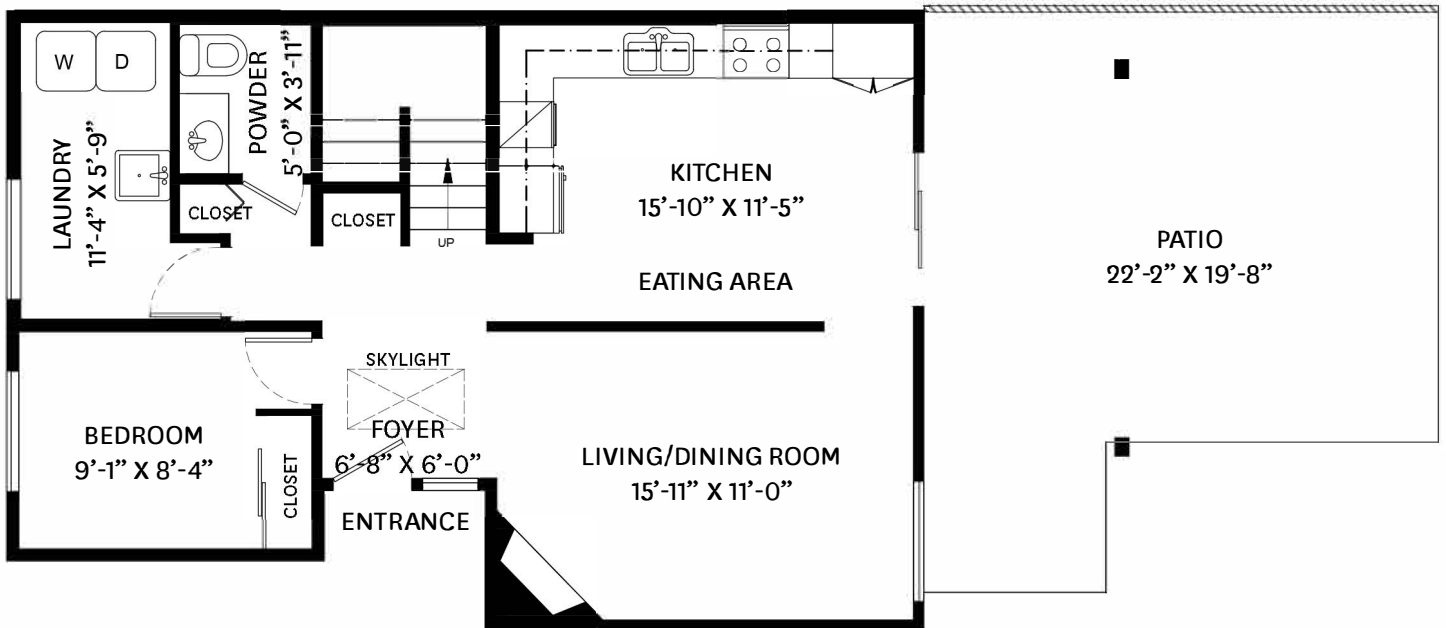 W
D
LAUNDRY
11'-4” X 5'-9”
POWDER
5'-0” X 3'-11”
CLOSET
CLOSET
UP
KITCHEN
15'-10” X 11'-5”
EATING AREA
PATIO
22'-2” X 19'-8”
SKYLIGHT
FOYER
6'-8” X 6'-0”
BEDROOM
9'-1” X 8'-4”
CLOSET
ENTRANCE
LIVING/DINING ROOM
15'-11” X 11'-0”